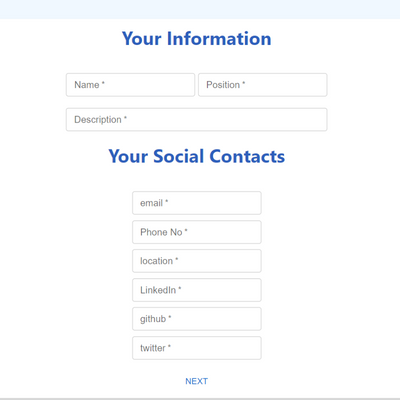 Your Information
Name * Position *
Description *
Your Social Contacts
email *
Phone No *
location *
LinkedIn *
github *
twitter *
NEXT